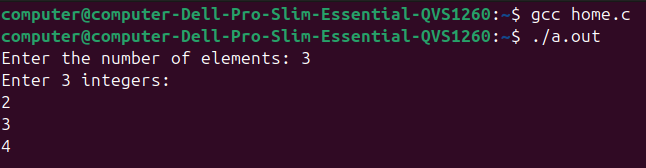 computer@computer-Dell-Pro-Slim-Essential-QVS1260:~$ gcc home.c
computer@computer-Dell-Pro-Slim-Essential-QVS1260:~$ ./a.out
Enter the number of elements: 3
Enter 3 integers:
2
3
4